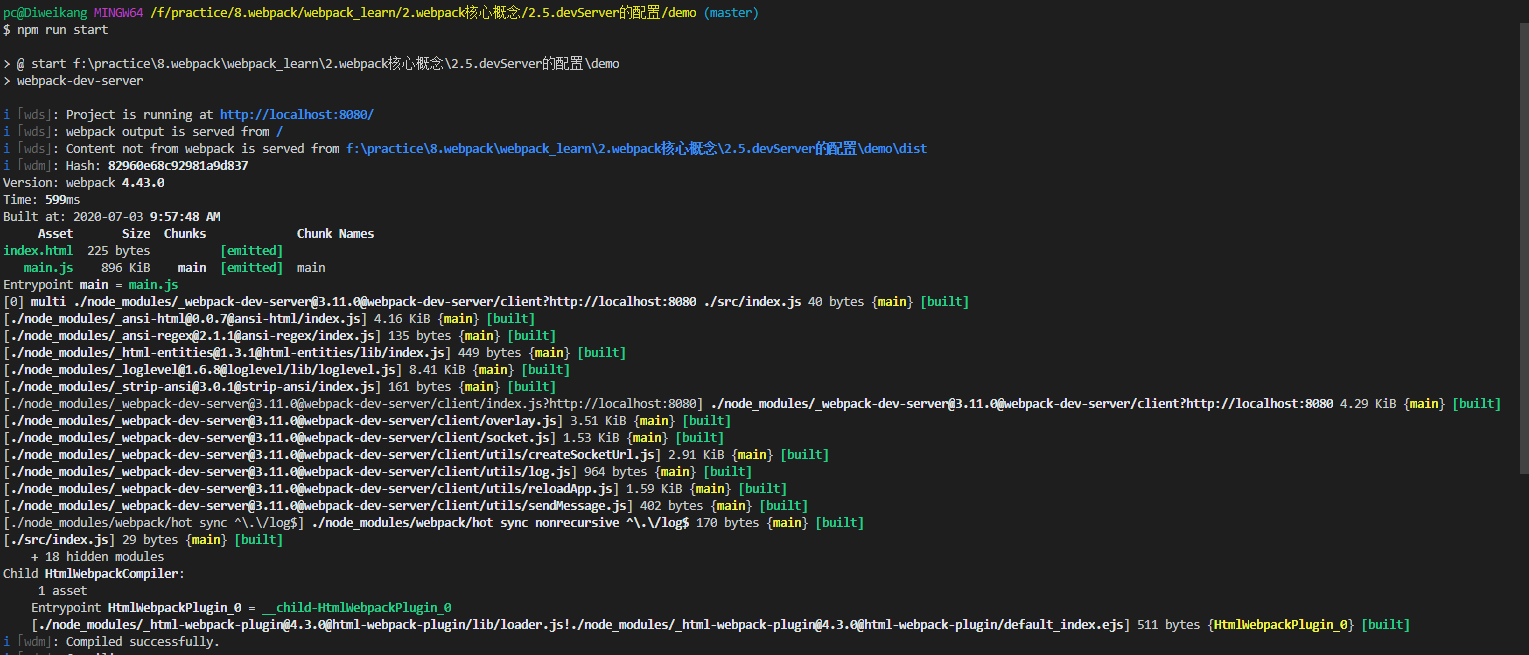 pc@Diweikang MINGW64 /f/practice/8.webpack/webpack_learn/2.webpack核心概念/2.5.devServer的配置/demo (master)
$ npm run start
> @ start f:\practice\8.webpack\webpack_learn\2.webpack核心概念\2.5.devServer的配置\demo
> webpack-dev-server
i ｢wds｣: Project is running at http://localhost:8080/
i ｢wds｣: webpack output is served from /
i ｢wds｣: Content not from webpack is served from f:\practice\8.webpack\webpack_learn\2.webpack核心概念\2.5.devServer的配置\demo\dist
i ｢wdm｣: Hash: 82960e68c92981a9d837
Version: webpack 4.43.0
Time: 599ms
Built at: 2020-07-03 9:57:48 AM
Asset Size Chunks Chunk Names
index.html 225 bytes [emitted]
main.js 896 KiB main [emitted] main
Entrypoint main = main.js
[0] multi ./node_modules/_webpack-dev-server@3.11.0@webpack-dev-server/client?http://localhost:8080 ./src/index.js 40 bytes {main} [built]
[./node_modules/_ansi-html@0.0.7@ansi-html/index.js] 4.16 KiB {main} [built]
[./node_modules/_ansi-regex@2.1.1@ansi-regex/index.js] 135 bytes {main} [built]
[./node_modules/_html-entities@1.3.1@html-entities/lib/index.js] 449 bytes {main} [built]
[./node_modules/_loglevel@1.6.8@loglevel/lib/loglevel.js] 8.41 KiB {main} [built]
[./node_modules/_strip-ansi@3.0.1@strip-ansi/index.js] 161 bytes {main} [built]
[./node_modules/_webpack-dev-server@3.11.0@webpack-dev-server/client/index.js?http://localhost:8080] ./node_modules/_webpack-dev-server@3.11.0@webpack-dev-server/client?http://localhost:8080 4.29 KiB {main} [built]
[./node_modules/_webpack-dev-server@3.11.0@webpack-dev-server/client/overlay.js] 3.51 KiB {main} [built]
[./node_modules/_webpack-dev-server@3.11.0@webpack-dev-server/client/socket.js] 1.53 KiB {main} [built]
[./node_modules/_webpack-dev-server@3.11.0@webpack-dev-server/client/utils/createSocketUrl.js] 2.91 KiB {main} [built]
[./node_modules/_webpack-dev-server@3.11.0@webpack-dev-server/client/utils/log.js] 964 bytes {main} [built]
[./node_modules/_webpack-dev-server@3.11.0@webpack-dev-server/client/utils/reloadApp.js] 1.59 KiB {main} [built]
[./node_modules/_webpack-dev-server@3.11.0@webpack-dev-server/client/utils/sendMessage.js] 402 bytes {main} [built]
[./node_modules/webpack/hot sync ^\.\/log$] ./node_modules/webpack/hot sync nonrecursive ^\.\/log$ 170 bytes {main} [built]
[./src/index.js] 29 bytes {main} [built]
+ 18 hidden modules
Child HtmlWebpackCompiler:
1 asset
Entrypoint HtmlWebpackPlugin_0 = __child-HtmlWebpackPlugin_0
[./node_modules/_html-webpack-plugin@4.3.0@html-webpack-plugin/lib/loader.js!./node_modules/_html-webpack-plugin@4.3.0@html-webpack-plugin/default_index.ejs] 511 bytes {HtmlWebpackPlugin_0} [built]
i ｢wdm｣: Compiled successfully.